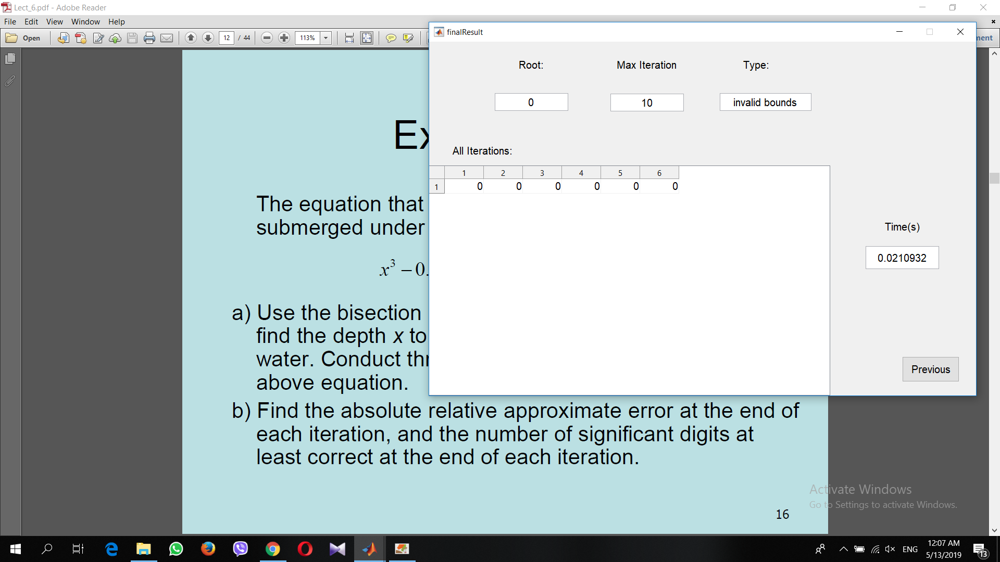 Lect_6.pdf - Adobe Reader
File Edit View Window Help
Open 12 / 44 113%
finalResult
Root: Max Iteration Type:
0 10 invalid bounds
All Iterations:
1 2 3 4 5 6
1 0 0 0 0 0 0
Time(s)
0.0210932
Previous
The equation that
submerged under
x³ – 0.
a) Use the bisection
find the depth x to
water. Conduct
above equation.
b) Find the absolute relative approximate error at the end of
each iteration, and the number of significant digits at
least correct at the end of each iteration.
16
Activate Windows
Go to Settings to activate Windows.
ENG
12:07 AM
5/13/2019
13